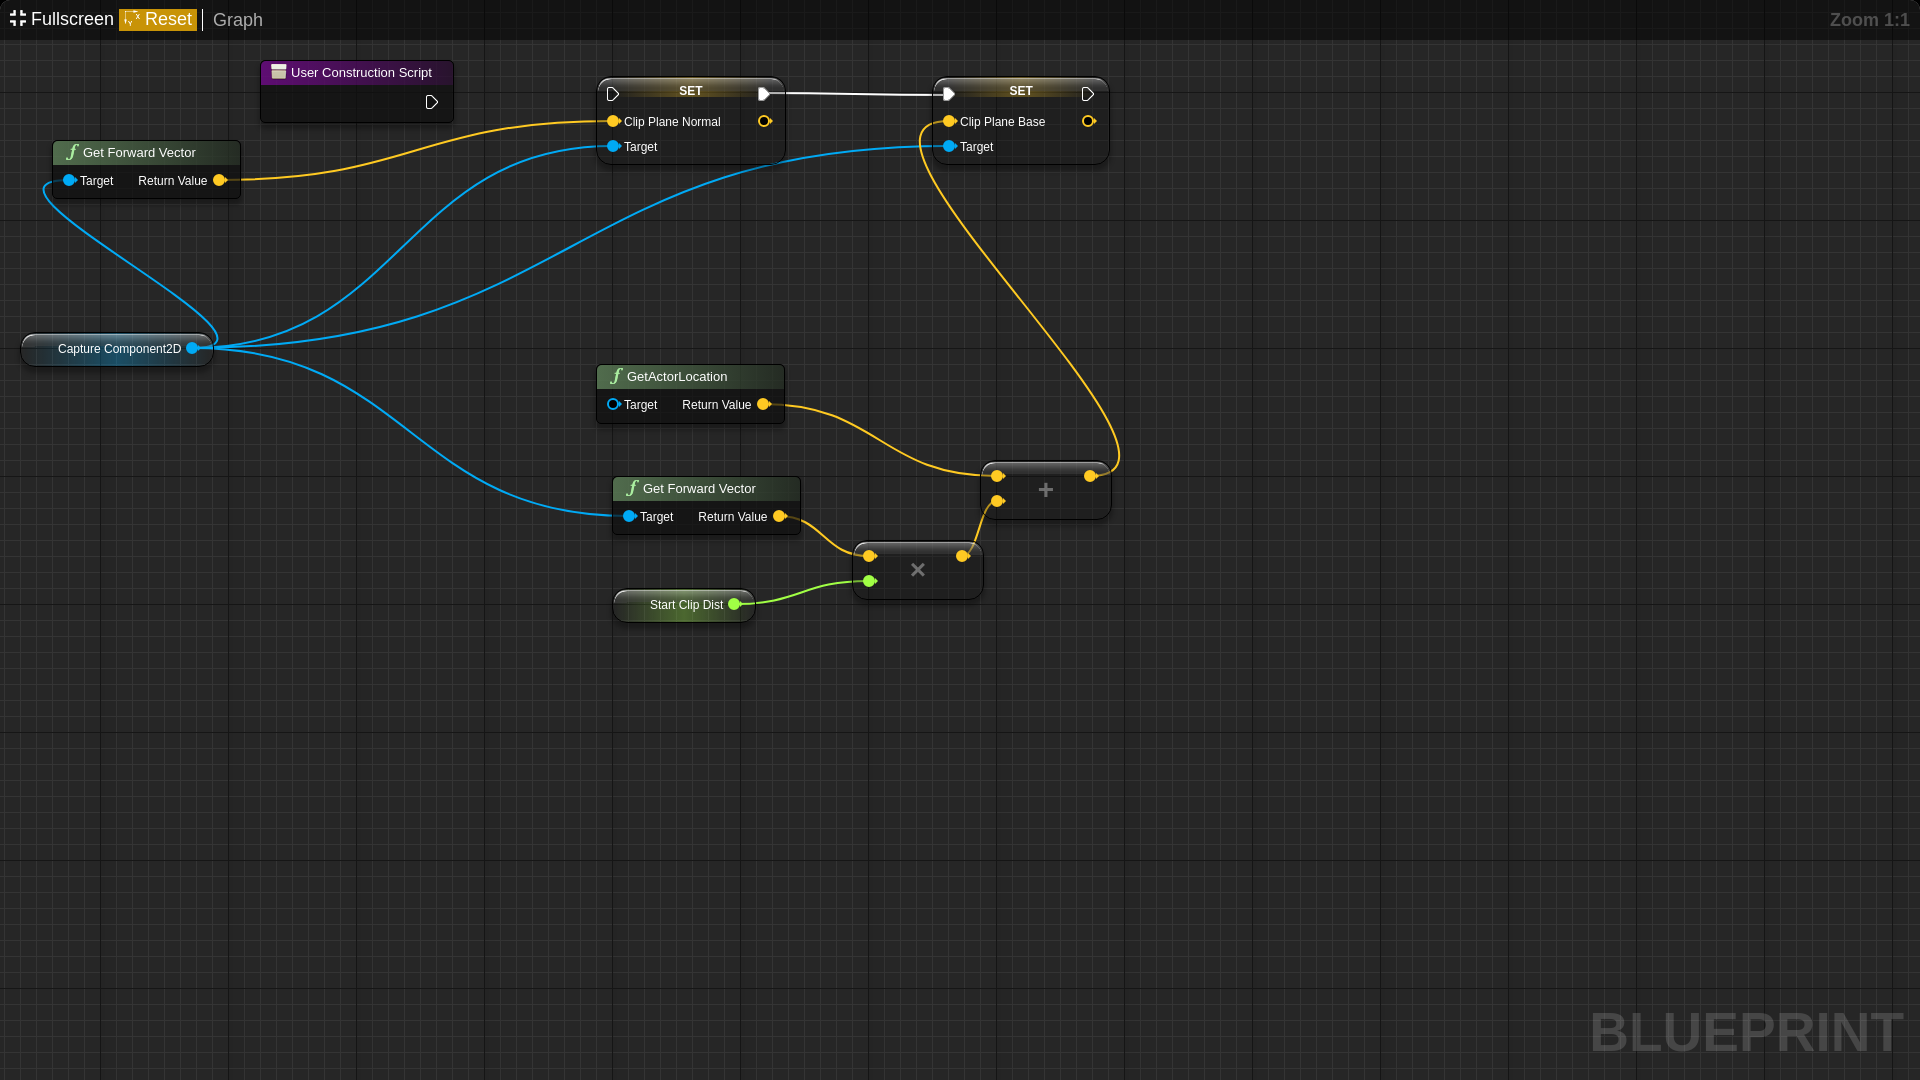 Fullscreen Reset Graph Zoom 1:1
User Construction Script
SET
Clip Plane Normal
Target
SET
Clip Plane Base
Target
Get Forward Vector
Target Return Value
Capture Component2D
GetActorLocation
Target Return Value
Get Forward Vector
Target Return Value
+
×
Start Clip Dist
BLUEPRINT